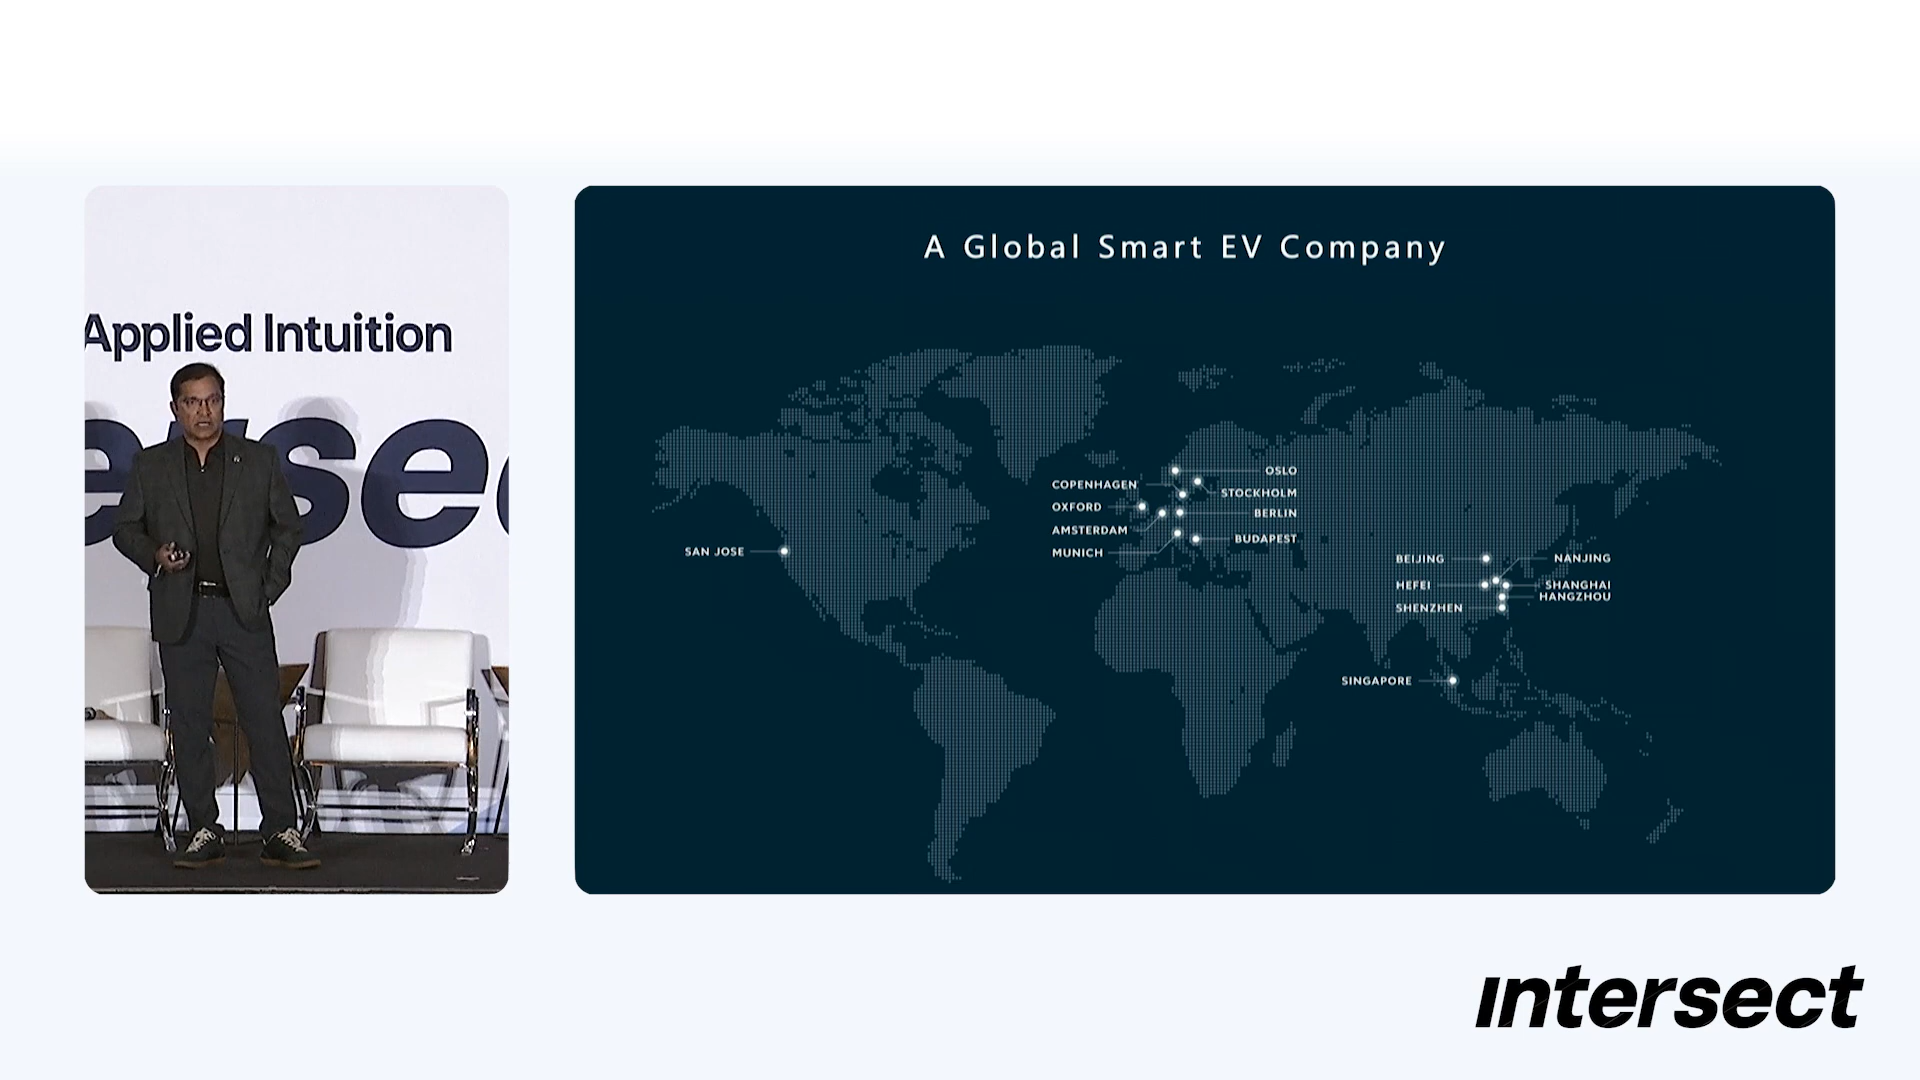 Applied Intuition
A Global Smart EV Company
OSLO
COPENHAGEN
STOCKHOLM
OXFORD
BERLIN
AMSTERDAM
BUDAPEST
MUNICH
SAN JOSE
BEIJING
NANJING
HEFEI
SHANGHAI
HANGZHOU
SHENZHEN
SINGAPORE
intersect